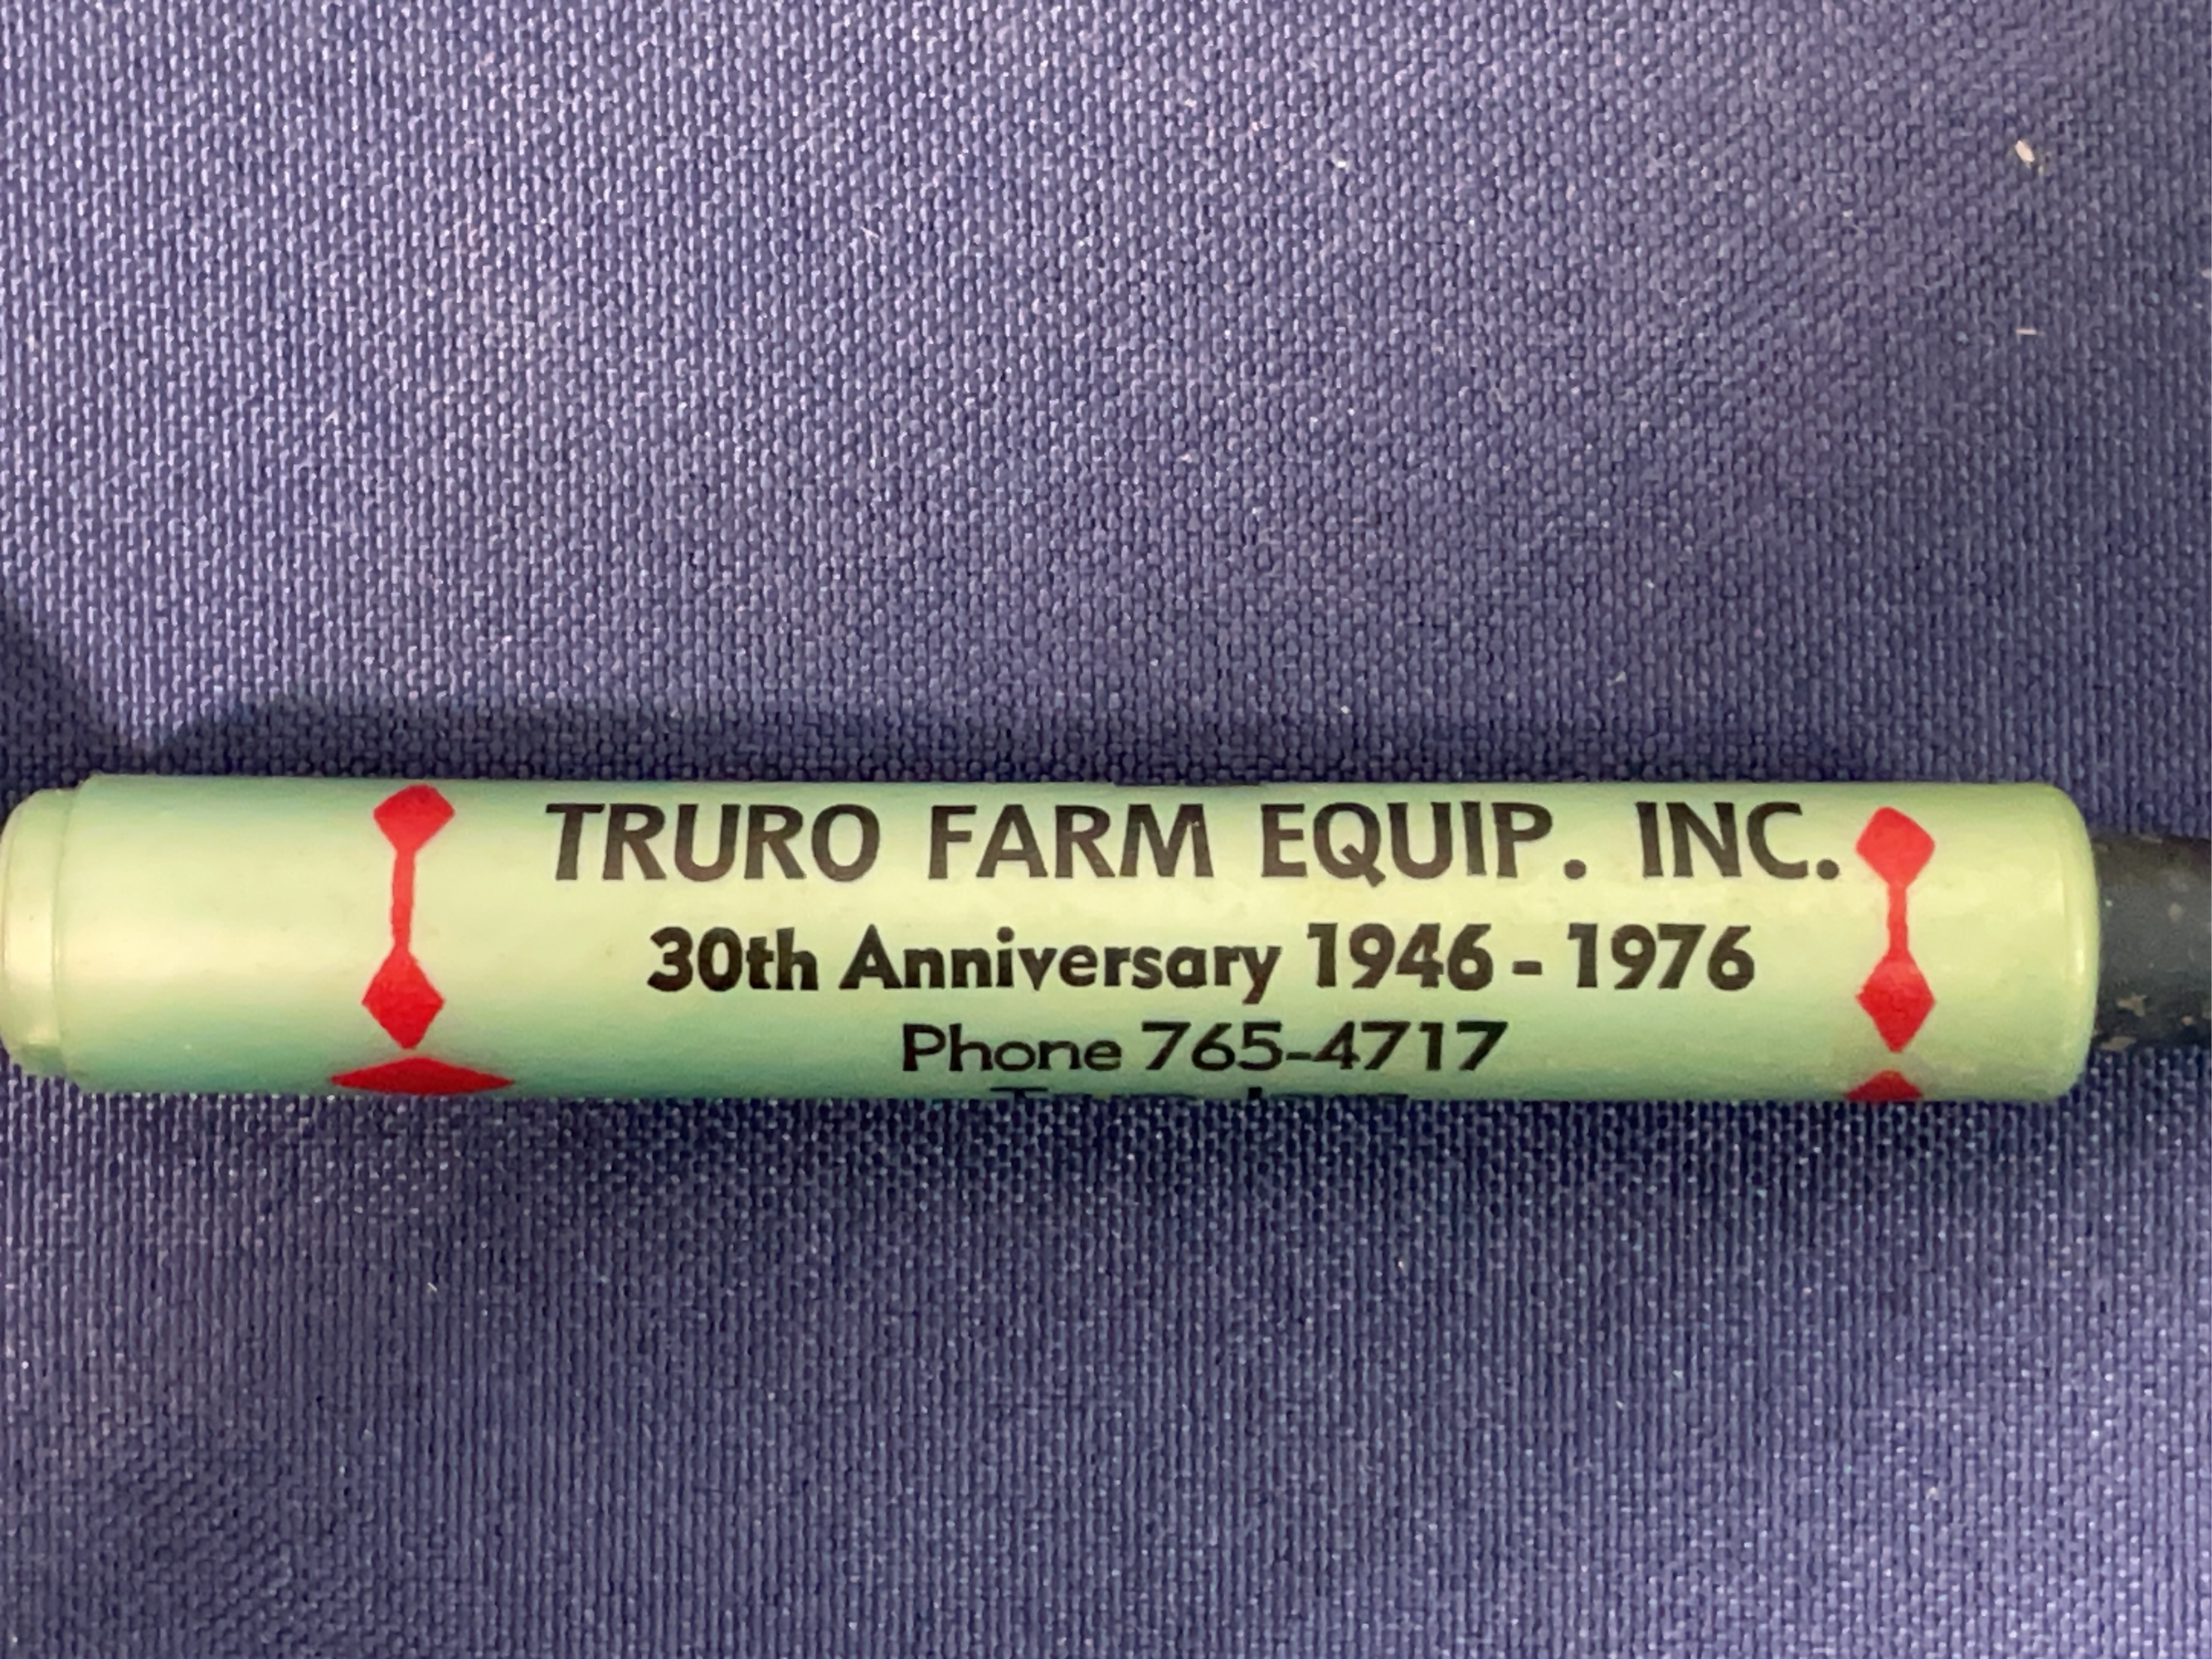 TRURO FARM EQUIP. INC.
30th Anniversary 1946 - 1976
Phone 765-4717